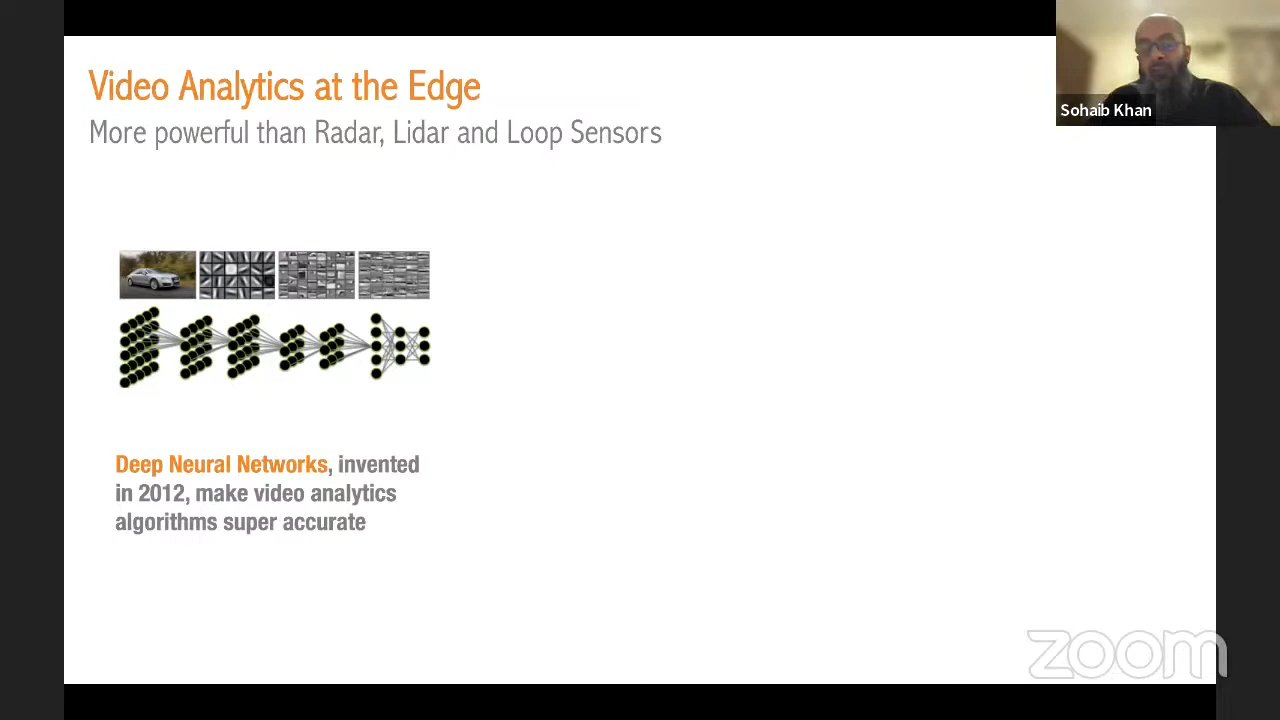 Video Analytics at the Edge
More powerful than Radar, Lidar and Loop Sensors
Sohaib Khan
Deep Neural Networks, invented
in 2012, make video analytics
algorithms super accurate
zoom